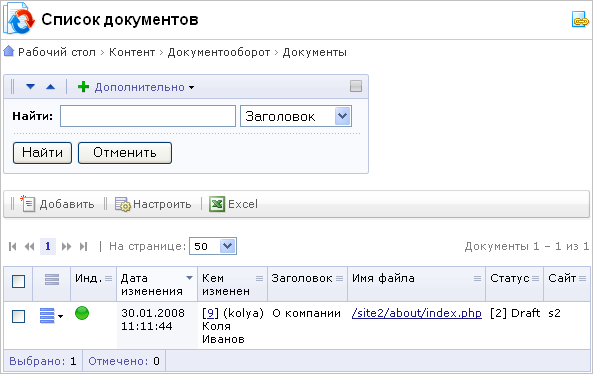 Список документов
Рабочий стол › Контент › Документооборот › Документы
Дополнительно
Найти: Заголовок
Найти Отменить
Добавить Настроить Excel
1 На странице: 50 Документы 1 – 1 из 1
Инд. Дата изменения Кем изменен Заголовок Имя файла Статус Сайт
30.01.2008 11:11:44 [9] (kolya) Коля Иванов О компании /site2/about/index.php [2] Draft s2
Выбрано: 1 Отмечено: 0